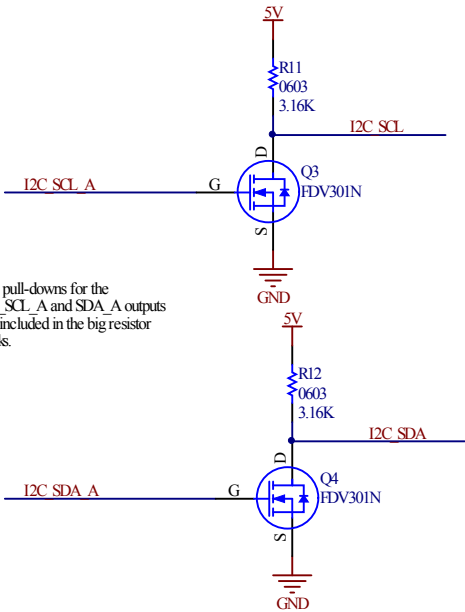 5V
R11
0603
3.16K
I2C_SCL
D
Q3
I2C_SCL_A
G
FDV301N
S
GND
pull-downs for the
_SCL_A and SDA_A outputs
included in the big resistor
5V
R12
0603
3.16K
I2C_SDA
D
Q4
I2C_SDA_A
G
FDV301N
S
GND